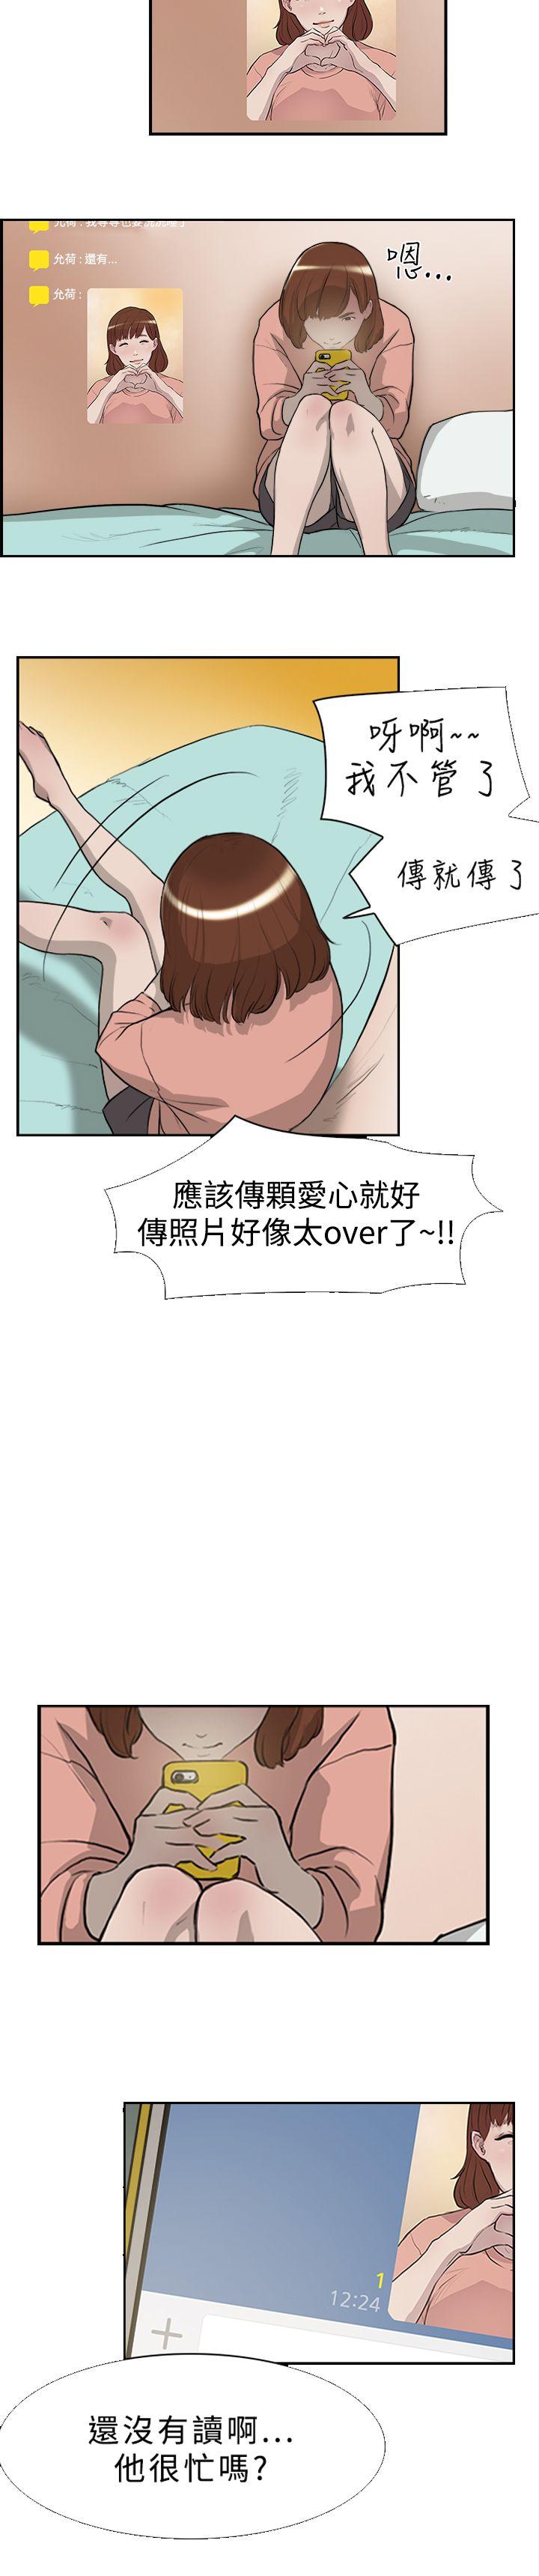 允荷 : 還有...
允荷 :
嗯...
呀啊~~
我不管了
傳就傳了
應該傳顆愛心就好
傳照片好像太over了~!!
1
12:24
+
還沒有讀啊...
他很忙嗎?